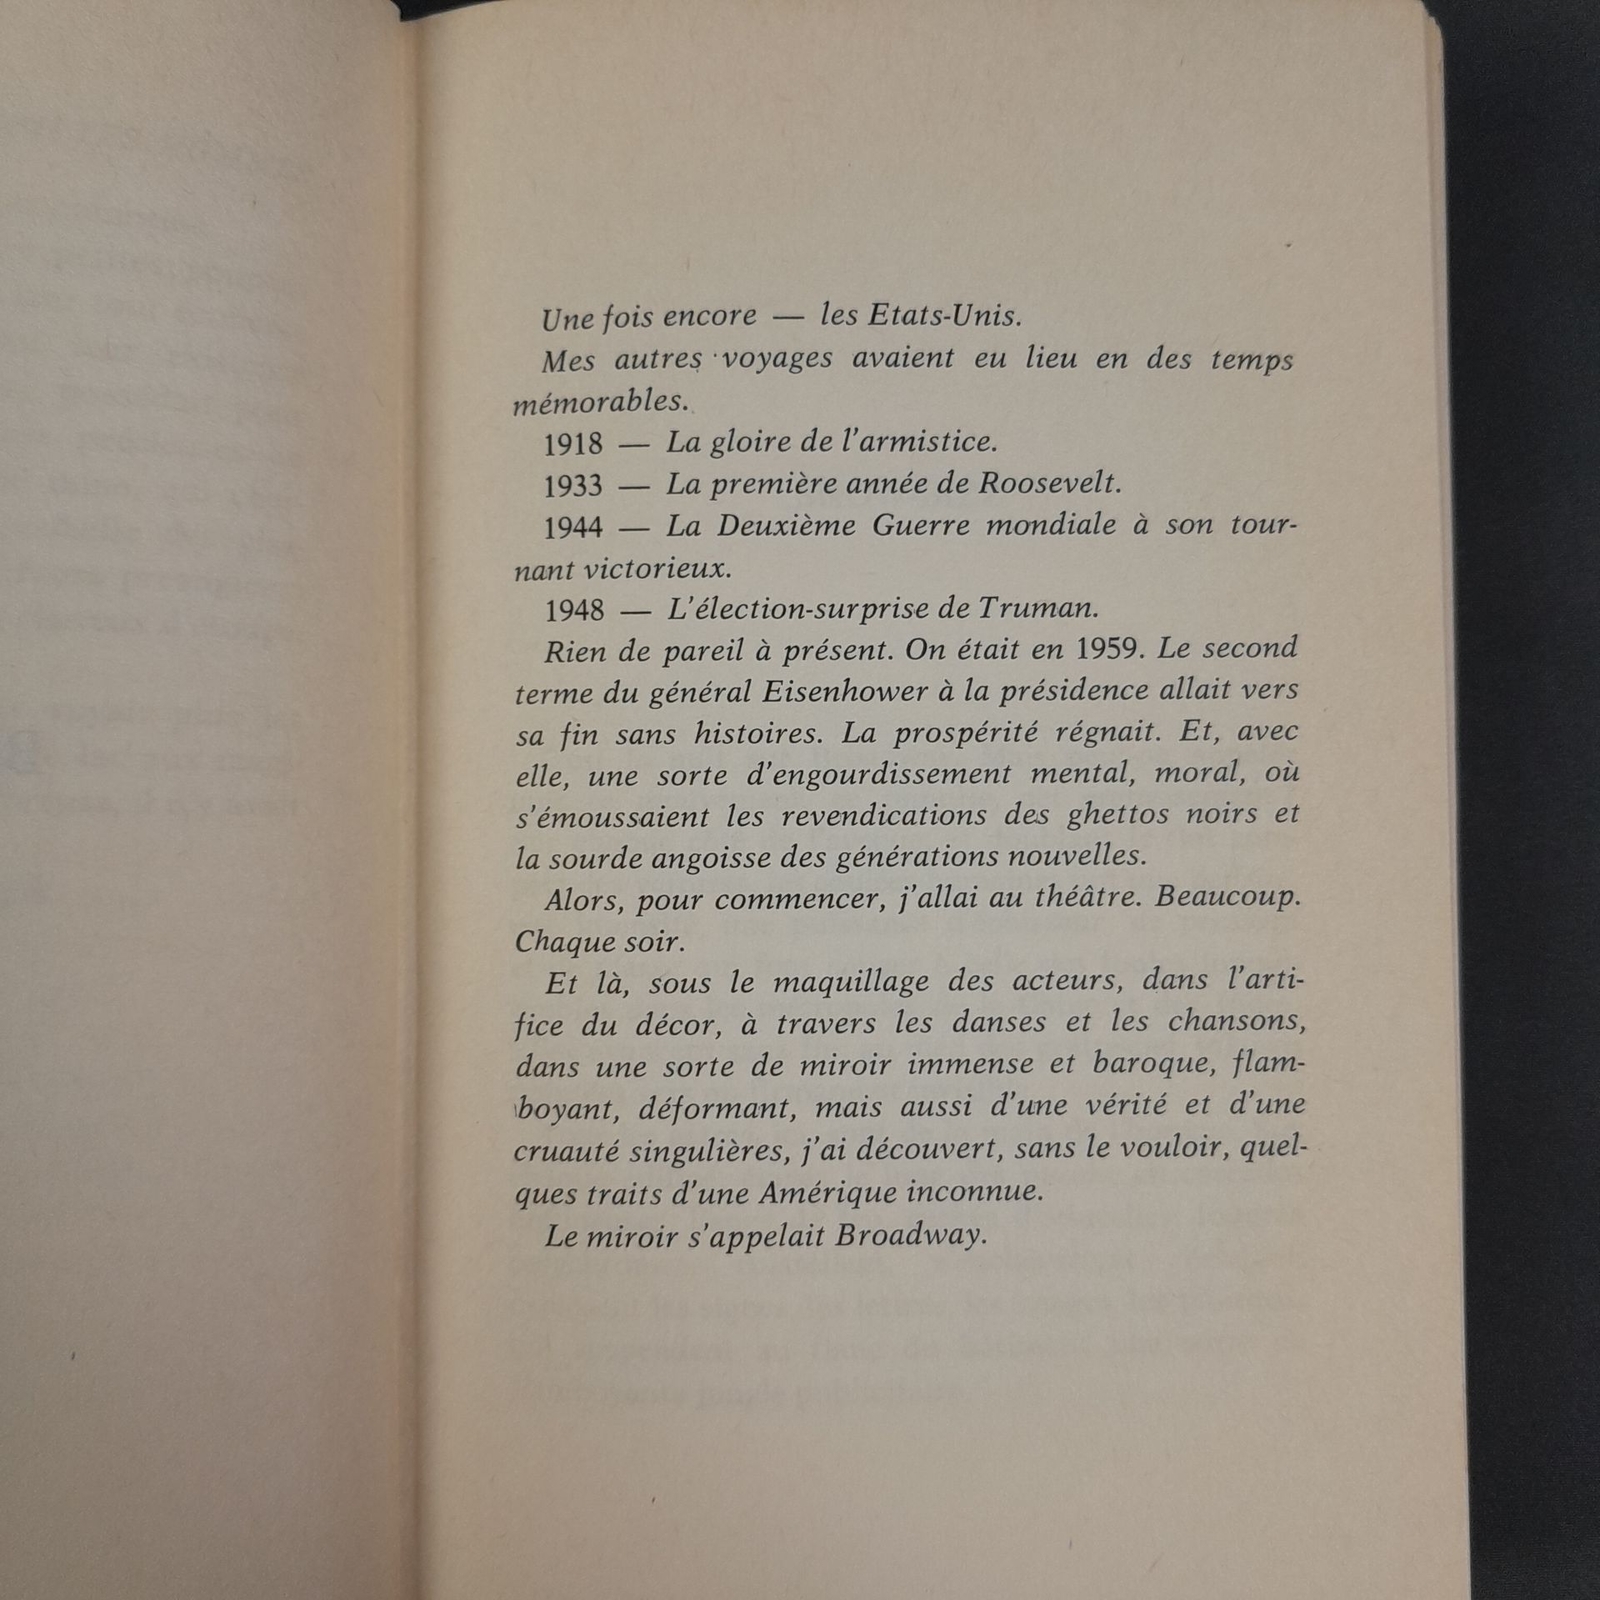 Une fois encore — les Etats-Unis.
Mes autres voyages avaient eu lieu en des temps
mémorables.
1918 — La gloire de l'armistice.
1933 — La première année de Roosevelt.
1944 — La Deuxième Guerre mondiale à son tour-
nant victorieux.
1948 — L'élection-surprise de Truman.
Rien de pareil à présent. On était en 1959. Le second
terme du général Eisenhower à la présidence allait vers
sa fin sans histoires. La prospérité régnait. Et, avec
elle, une sorte d'engourdissement mental, moral, où
s'émoussaient les revendications des ghettos noirs et
la sourde angoisse des générations nouvelles.
Alors, pour commencer, j'allai au théâtre. Beaucoup.
Chaque soir.
Et là, sous le maquillage des acteurs, dans l'arti-
fice du décor, à travers les danses et les chansons,
dans une sorte de miroir immense et baroque, flam-
boyant, déformant, mais aussi d'une vérité et d'une
cruauté singulières, j'ai découvert, sans le vouloir, quel-
ques traits d'une Amérique inconnue.
Le miroir s'appelait Broadway.